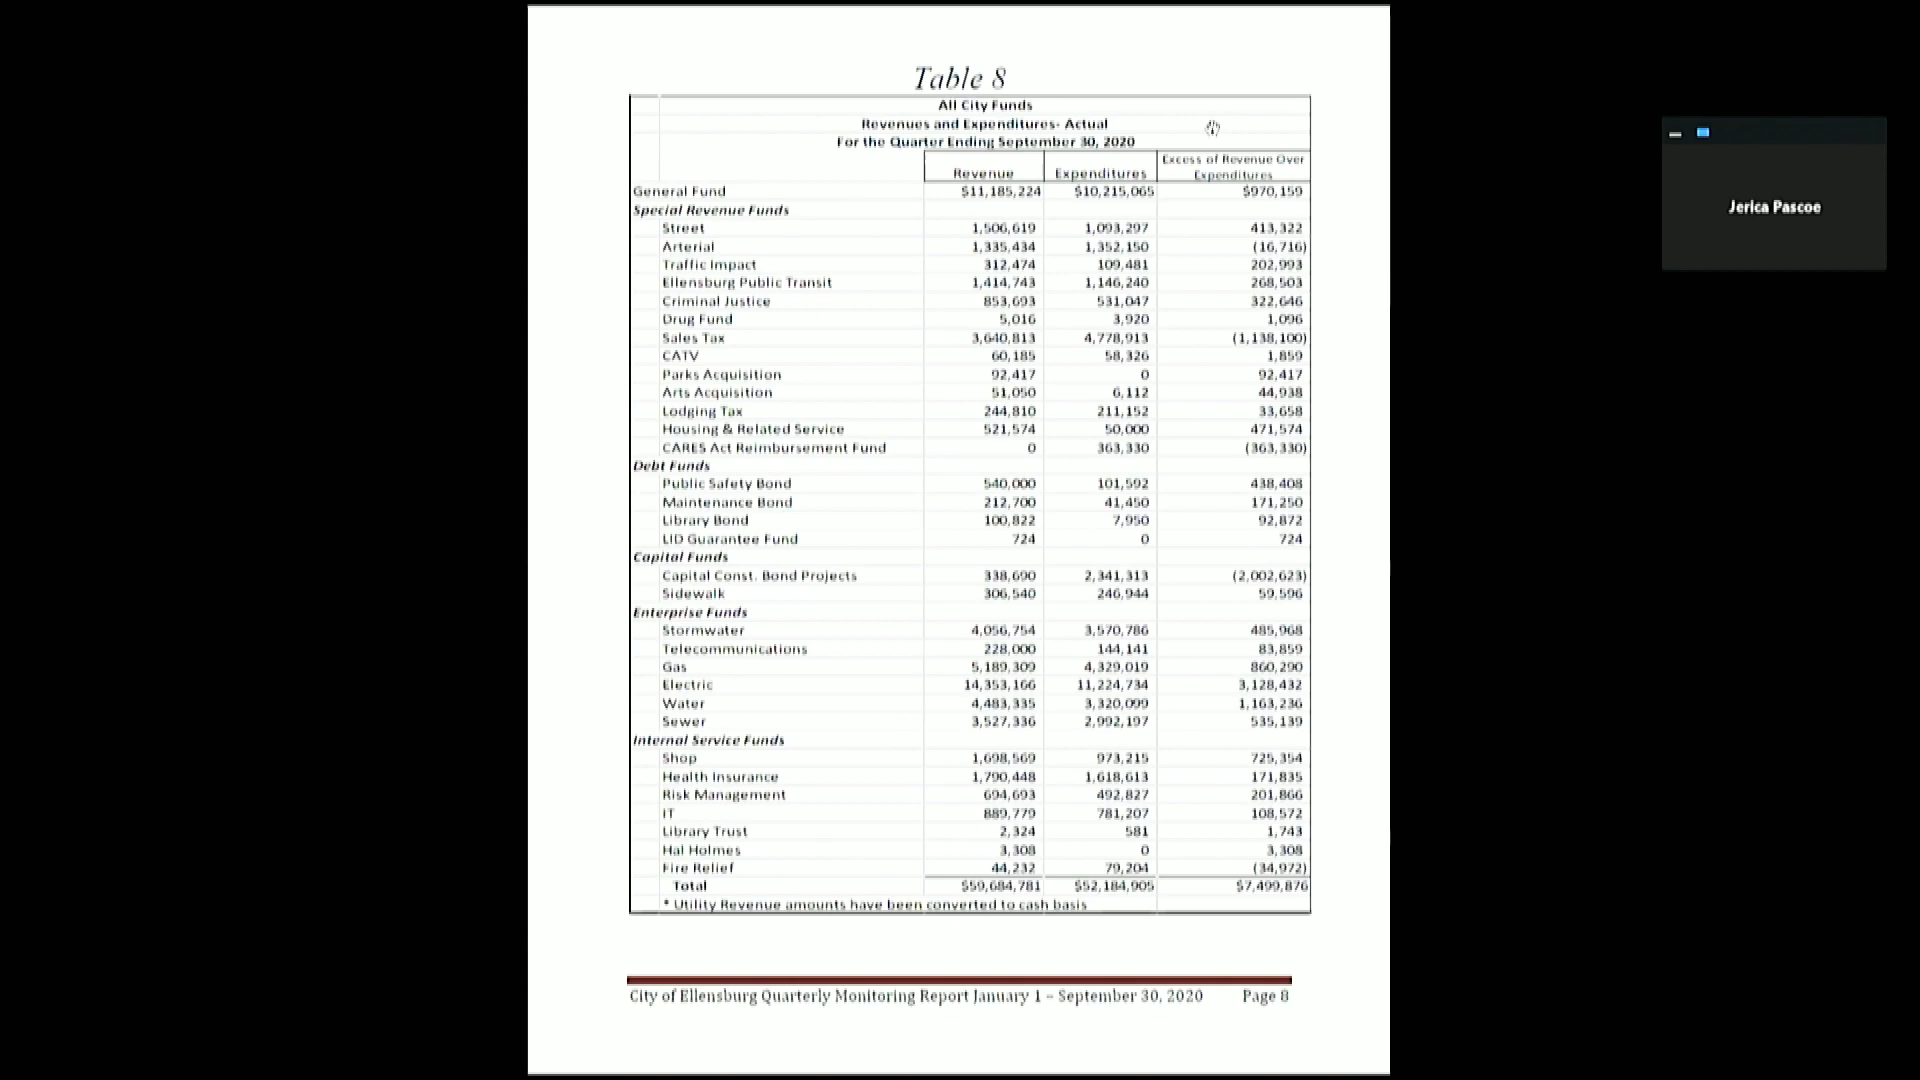 Table 8
All City Funds
Revenues and Expenditures- Actual
For the Quarter Ending September 30, 2020
Revenue Expenditures Excess of Revenue Over Expenditures
General Fund $11,185,224 $10,215,065 $970,159
Special Revenue Funds
Street 1,506,619 1,093,297 413,322
Arterial 1,335,434 1,352,150 (16,716)
Traffic Impact 312,474 109,481 202,993
Ellensburg Public Transit 1,414,743 1,146,240 268,503
Criminal Justice 853,693 531,047 322,646
Drug Fund 5,016 3,920 1,096
Sales Tax 3,640,813 4,778,913 (1,138,100)
CATV 60,185 58,326 1,859
Parks Acquisition 92,417 0 92,417
Arts Acquisition 51,050 6,112 44,938
Lodging Tax 244,810 211,152 33,658
Housing & Related Service 521,574 50,000 471,574
CARES Act Reimbursement Fund 0 363,330 (363,330)
Debt Funds
Public Safety Bond 540,000 101,592 438,408
Maintenance Bond 212,700 41,450 171,250
Library Bond 100,822 7,950 92,872
LID Guarantee Fund 724 0 724
Capital Funds
Capital Const. Bond Projects 338,690 2,341,313 (2,002,623)
Sidewalk 306,540 246,944 59,596
Enterprise Funds
Stormwater 4,056,754 3,570,786 485,968
Telecommunications 228,000 144,141 83,859
Gas 5,189,309 4,329,019 860,290
Electric 14,353,166 11,224,734 3,128,432
Water 4,483,335 3,320,099 1,163,236
Sewer 3,527,336 2,992,197 535,139
Internal Service Funds
Shop 1,698,569 973,215 725,354
Health Insurance 1,790,448 1,618,613 171,835
Risk Management 694,693 492,827 201,866
IT 889,779 781,207 108,572
Library Trust 2,324 581 1,743
Hal Holmes 3,308 0 3,308
Fire Relief 44,232 79,204 (34,972)
Total $59,684,781 $52,184,905 $7,499,876
* Utility Revenue amounts have been converted to cash basis
City of Ellensburg Quarterly Monitoring Report January 1 – September 30, 2020 Page 8
Jerica Pascoe